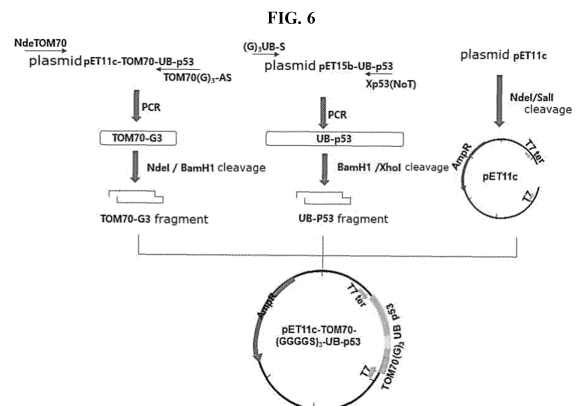 FIG. 6
NdeTOM70
plasmid pET11c-TOM70-UB-p53
TOM70(G)3-AS
PCR
TOM70-G3
NdeI / BamH1 cleavage
TOM70-G3 fragment
(G)3UB-S
plasmid pET15b-UB-p53
Xp53(NoT)
PCR
UB-p53
BamH1 /XhoI cleavage
UB-P53 fragment
plasmid pET11c
NdeI/SalI
cleavage
AmpR
T7 ter
pET11c
T7
AmpR
T7 ter
pET11c-TOM70-
(GGGGS)3-UB-p53
T7
TOM70(G)3 UB p53